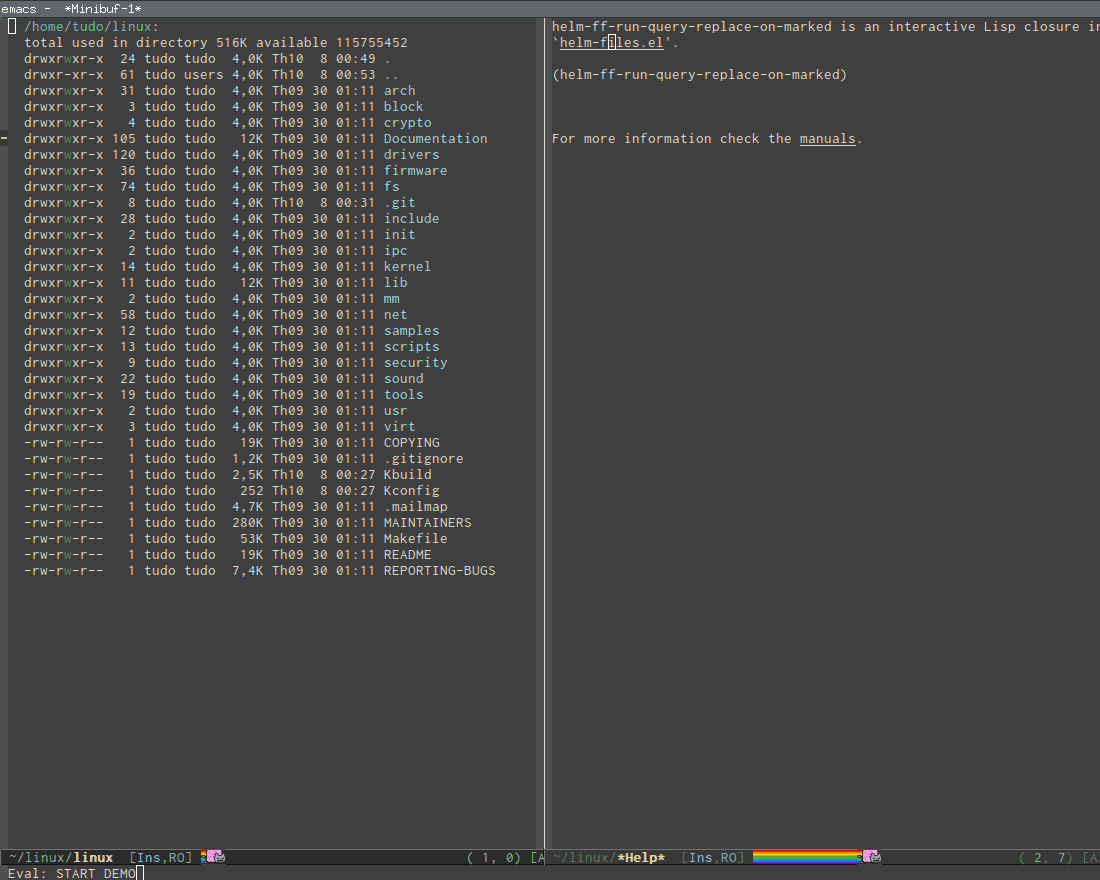 emacs -  *Minibuf-1*
/home/tudo/linux:
total used in directory 516K available 115755452
drwxrwxr-x  24 tudo tudo  4,0K Th10  8 00:49 .
drwxr-xr-x  61 tudo users 4,0K Th10  8 00:53 ..
drwxrwxr-x  31 tudo tudo  4,0K Th09 30 01:11 arch
drwxrwxr-x   3 tudo tudo  4,0K Th09 30 01:11 block
drwxrwxr-x   4 tudo tudo  4,0K Th09 30 01:11 crypto
drwxrwxr-x 105 tudo tudo   12K Th09 30 01:11 Documentation
drwxrwxr-x 120 tudo tudo  4,0K Th09 30 01:11 drivers
drwxrwxr-x  36 tudo tudo  4,0K Th09 30 01:11 firmware
drwxrwxr-x  74 tudo tudo  4,0K Th09 30 01:11 fs
drwxrwxr-x   8 tudo tudo  4,0K Th10  8 00:31 .git
drwxrwxr-x  28 tudo tudo  4,0K Th09 30 01:11 include
drwxrwxr-x   2 tudo tudo  4,0K Th09 30 01:11 init
drwxrwxr-x   2 tudo tudo  4,0K Th09 30 01:11 ipc
drwxrwxr-x  14 tudo tudo  4,0K Th09 30 01:11 kernel
drwxrwxr-x  11 tudo tudo   12K Th09 30 01:11 lib
drwxrwxr-x   2 tudo tudo  4,0K Th09 30 01:11 mm
drwxrwxr-x  58 tudo tudo  4,0K Th09 30 01:11 net
drwxrwxr-x  12 tudo tudo  4,0K Th09 30 01:11 samples
drwxrwxr-x  13 tudo tudo  4,0K Th09 30 01:11 scripts
drwxrwxr-x   9 tudo tudo  4,0K Th09 30 01:11 security
drwxrwxr-x  22 tudo tudo  4,0K Th09 30 01:11 sound
drwxrwxr-x  19 tudo tudo  4,0K Th09 30 01:11 tools
drwxrwxr-x   2 tudo tudo  4,0K Th09 30 01:11 usr
drwxrwxr-x   3 tudo tudo  4,0K Th09 30 01:11 virt
-rw-rw-r--   1 tudo tudo   19K Th09 30 01:11 COPYING
-rw-rw-r--   1 tudo tudo  1,2K Th09 30 01:11 .gitignore
-rw-rw-r--   1 tudo tudo  2,5K Th10  8 00:27 Kbuild
-rw-rw-r--   1 tudo tudo   252 Th10  8 00:27 Kconfig
-rw-rw-r--   1 tudo tudo  4,7K Th09 30 01:11 .mailmap
-rw-rw-r--   1 tudo tudo  280K Th09 30 01:11 MAINTAINERS
-rw-rw-r--   1 tudo tudo   53K Th09 30 01:11 Makefile
-rw-rw-r--   1 tudo tudo   19K Th09 30 01:11 README
-rw-rw-r--   1 tudo tudo  7,4K Th09 30 01:11 REPORTING-BUGS
~/linux/linux  [Ins,RO] ( 1, 0) [A
helm-ff-run-query-replace-on-marked is an interactive Lisp closure in
`helm-files.el'.
(helm-ff-run-query-replace-on-marked)
For more information check the manuals.
~/linux/*Help*  [Ins,RO] ( 2, 7) [A
Eval: START DEMO